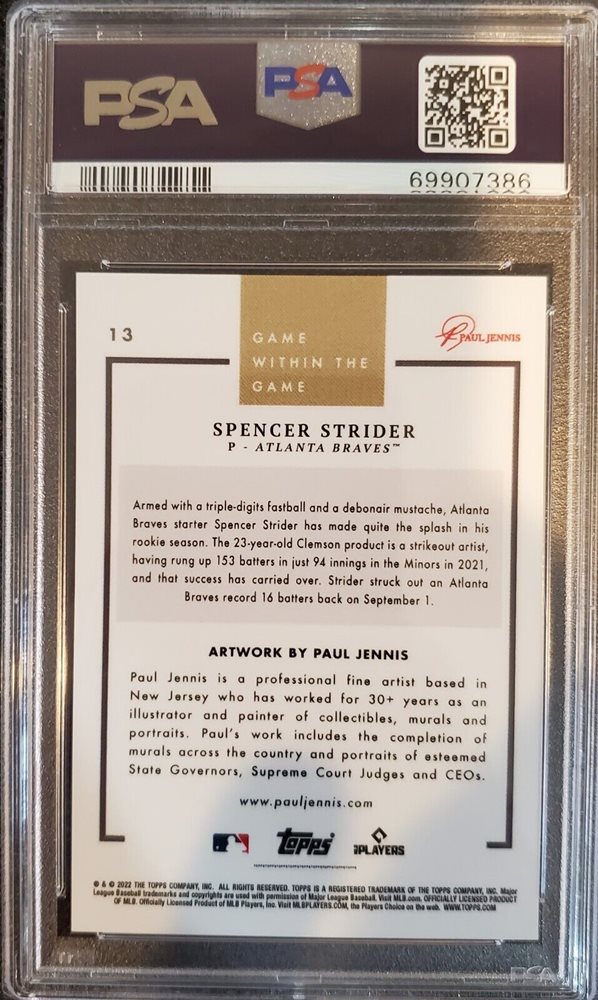 PSA
PSA
69907386
13
GAME
WITHIN THE
GAME
PAUL JENNIS
SPENCER STRIDER
P - ATLANTA BRAVES™
Armed with a triple-digits fastball and a debonair mustache, Atlanta
Braves starter Spencer Strider has made quite the splash in his
rookie season. The 23-year-old Clemson product is a strikeout artist,
having rung up 153 batters in just 94 innings in the Minors in 2021,
and that success has carried over. Strider struck out an Atlanta
Braves record 16 batters back on September 1.
ARTWORK BY PAUL JENNIS
Paul Jennis is a professional fine artist based in
New Jersey who has worked for 30+ years as an
illustrator and painter of collectibles, murals and
portraits. Paul's work includes the completion of
murals across the country and portraits of esteemed
State Governors, Supreme Court Judges and CEOs.
www.pauljennis.com
Topps
PLAYERS
® & © 2022 THE TOPPS COMPANY, INC. ALL RIGHTS RESERVED. TOPPS IS A REGISTERED TRADEMARK OF THE TOPPS COMPANY, INC. Major
League Baseball trademarks and copyrights are used with permission of Major League Baseball. Visit MLB.com. OFFICIALLY LICENSED PRODUCT
OF MLB. Officially Licensed Product of MLB Players, Inc. Visit MLBPLAYERS.COM, the Players Choice on the web. WWW.TOPPS.COM
PSA